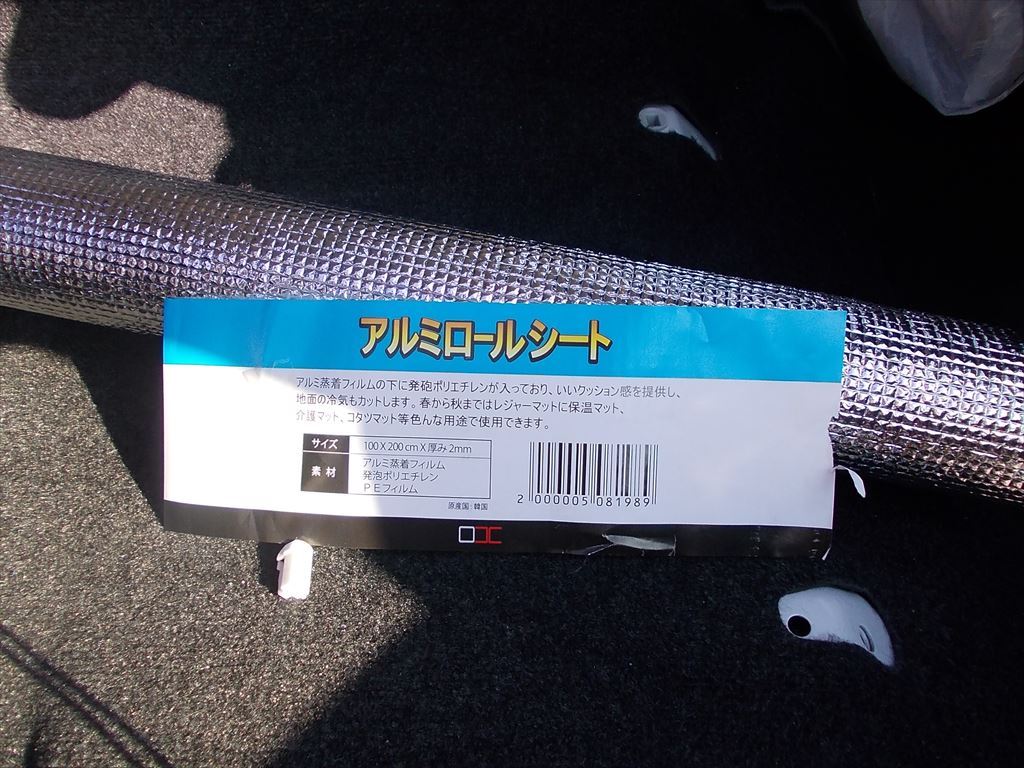 アルミロールシート
アルミ蒸着フィルムの下に発砲ポリエチレンが入っており、いいクッション感を提供し、
地面の冷気もカットします。春から秋まではレジャーマットに保温マット、
介護マット、コタツマット等色んな用途で使用できます。
サイズ 100 X 200 cm X 厚み 2mm
素材 アルミ蒸着フィルム
発泡ポリエチレン
PEフィルム
2 000005 081989
原産国:韓国